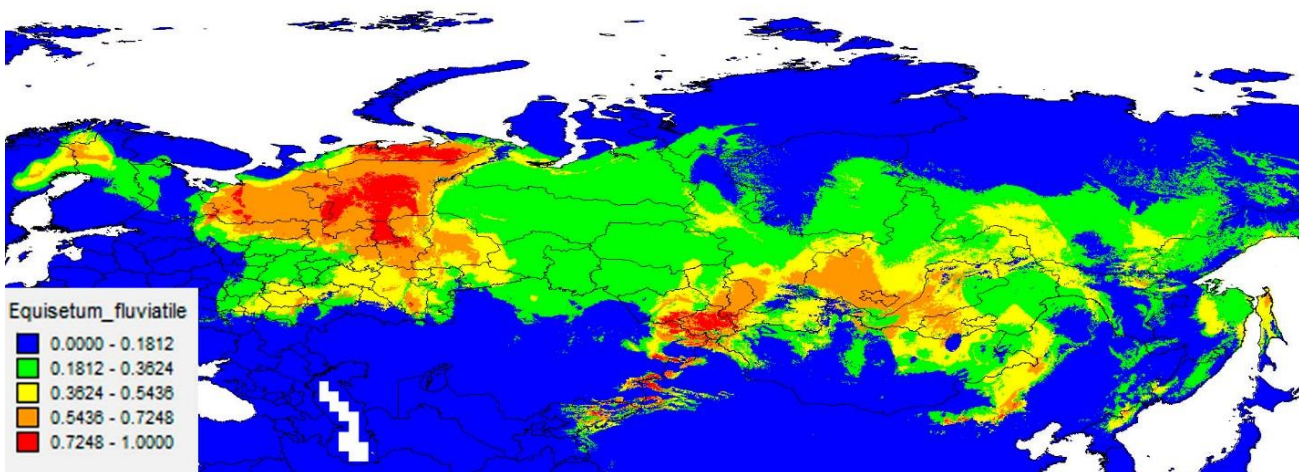 Equisetum_fluviatile
0.0000 - 0.1812
0.1812 - 0.3624
0.3624 - 0.5436
0.5436 - 0.7248
0.7248 - 1.0000